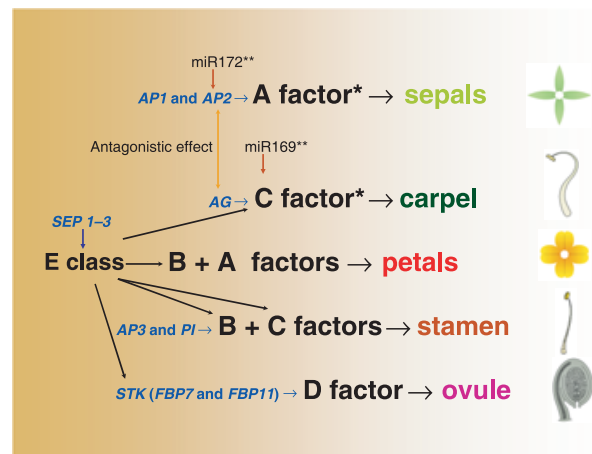 miR172**
AP1 and AP2 → A factor* → sepals
Antagonistic effect
miR169**
AG → C factor* → carpel
SEP 1–3
E class → B + A factors → petals
AP3 and PI → B + C factors → stamen
STK (FBP7 and FBP11) → D factor → ovule